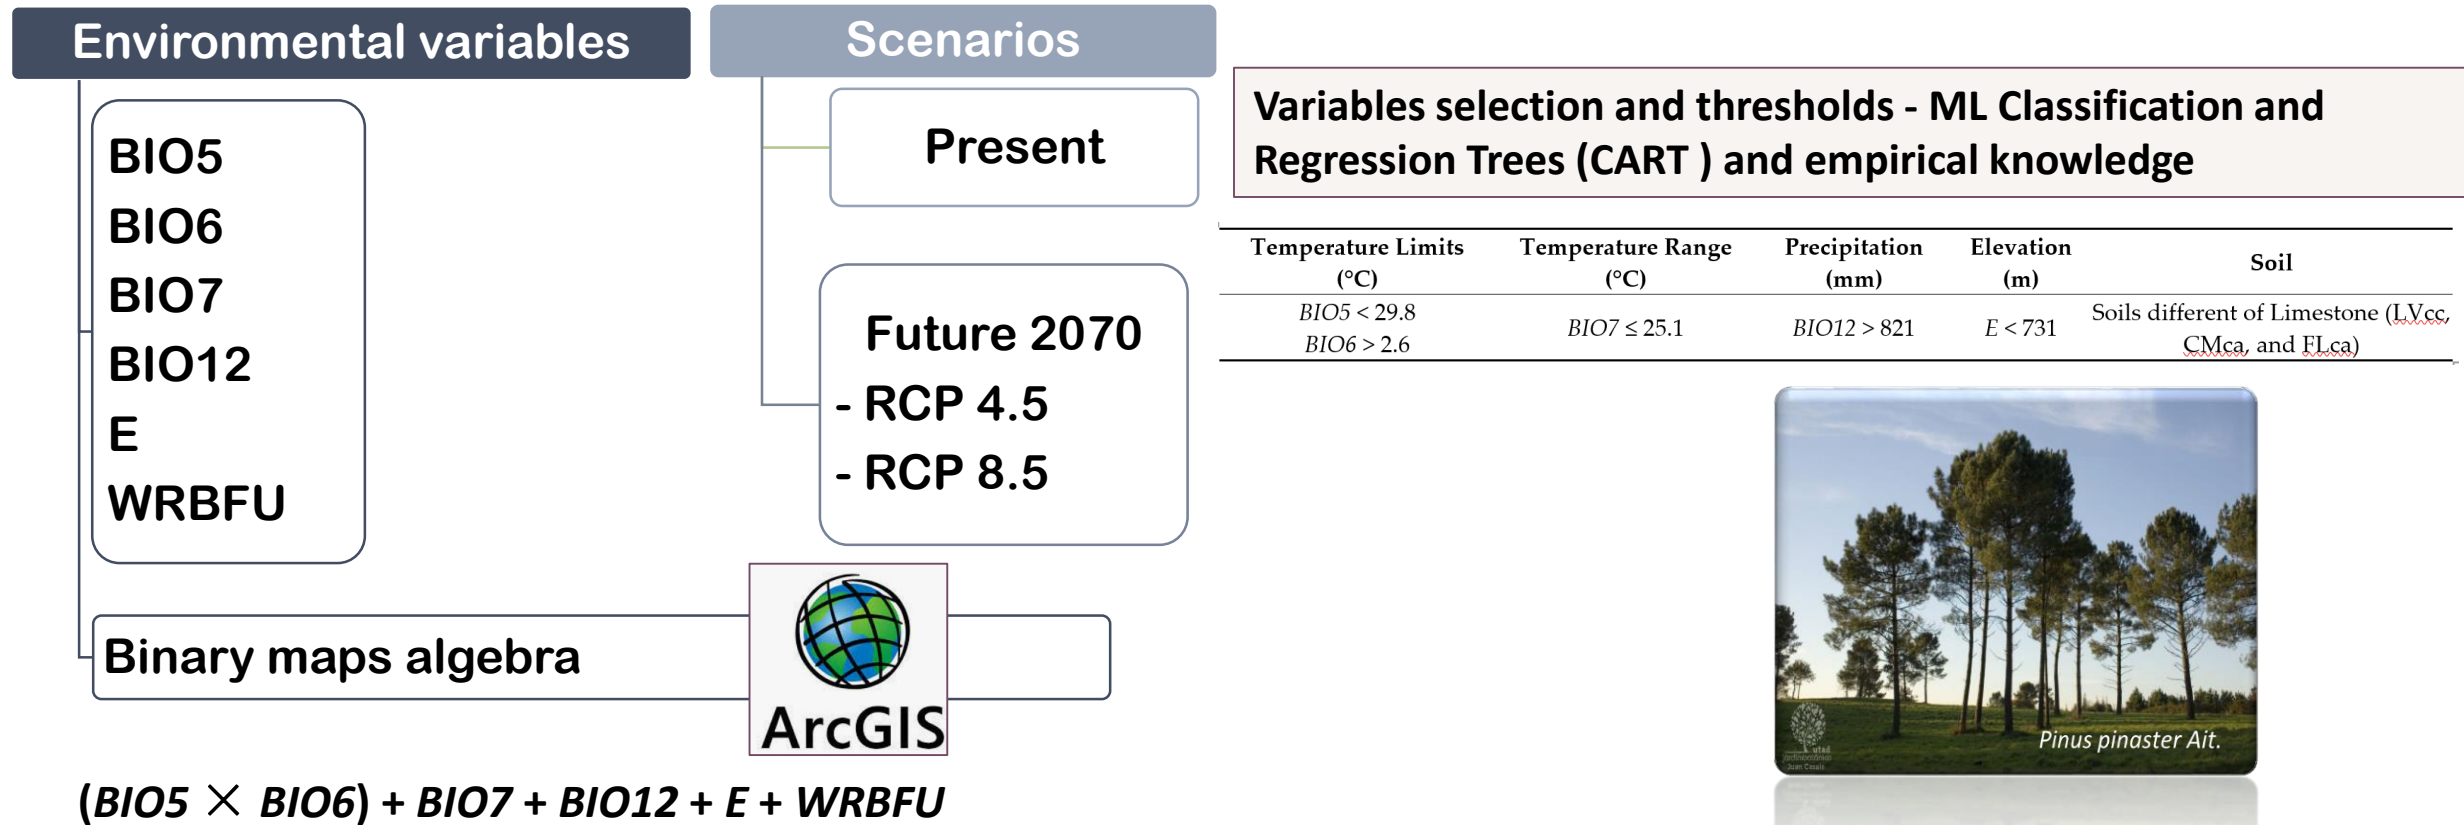 Environmental variables
BIO5
BIO6
BIO7
BIO12
E
WRBFU
Binary maps algebra
ArcGIS
(BIO5 × BIO6) + BIO7 + BIO12 + E + WRBFU
Scenarios
Present
Future 2070
- RCP 4.5
- RCP 8.5
Variables selection and thresholds - ML Classification and
Regression Trees (CART ) and empirical knowledge
Temperature Limits Temperature Range Precipitation Elevation Soil
(°C) (°C) (mm) (m)
BIO5 < 29.8 BIO7 ≤ 25.1 BIO12 > 821 E < 731 Soils different of Limestone (LVcc,
BIO6 > 2.6 CMca, and FLca)
Pinus pinaster Ait.
utad
Juan Casals